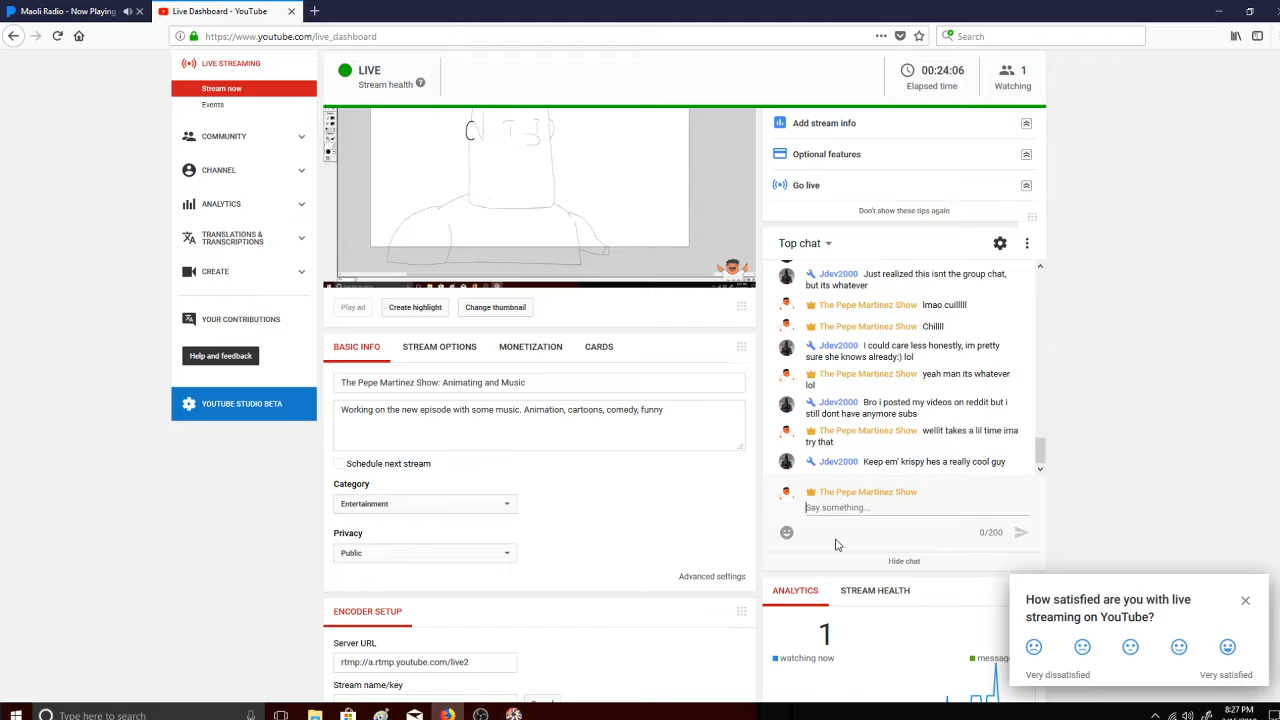 Maoli Radio - Now Playing
Live Dashboard - YouTube
https://www.youtube.com/live_dashboard
Search
LIVE STREAMING
Stream now
Events
COMMUNITY
CHANNEL
ANALYTICS
TRANSLATIONS &
TRANSCRIPTIONS
CREATE
YOUR CONTRIBUTIONS
Help and feedback
YOUTUBE STUDIO BETA
LIVE
Stream health
00:24:06
Elapsed time
1
Watching
Play ad
Create highlight
Change thumbnail
BASIC INFO
STREAM OPTIONS
MONETIZATION
CARDS
The Pepe Martinez Show: Animating and Music
Working on the new episode with some music. Animation, cartoons, comedy, funny
Schedule next stream
Category
Entertainment
Privacy
Public
Advanced settings
ENCODER SETUP
Server URL
rtmp://a.rtmp.youtube.com/live2
Stream name/key
Add stream info
Optional features
Go live
Don't show these tips again
Top chat
Jdev2000 Just realized this isnt the group chat,
but its whatever
The Pepe Martinez Show lmao cuilllll
The Pepe Martinez Show Chillll
Jdev2000 I could care less honestly, im pretty
sure she knows already:) lol
The Pepe Martinez Show yeah man its whatever
lol
Jdev2000 Bro i posted my videos on reddit but i
still dont have anymore subs
The Pepe Martinez Show wellit takes a lil time ima
try that
Jdev2000 Keep em' krispy hes a really cool guy
The Pepe Martinez Show
Say something...
0/200
Hide chat
ANALYTICS
STREAM HEALTH
1
watching now
How satisfied are you with live
streaming on YouTube?
Very dissatisfied
Very satisfied
Type here to search
8:27 PM